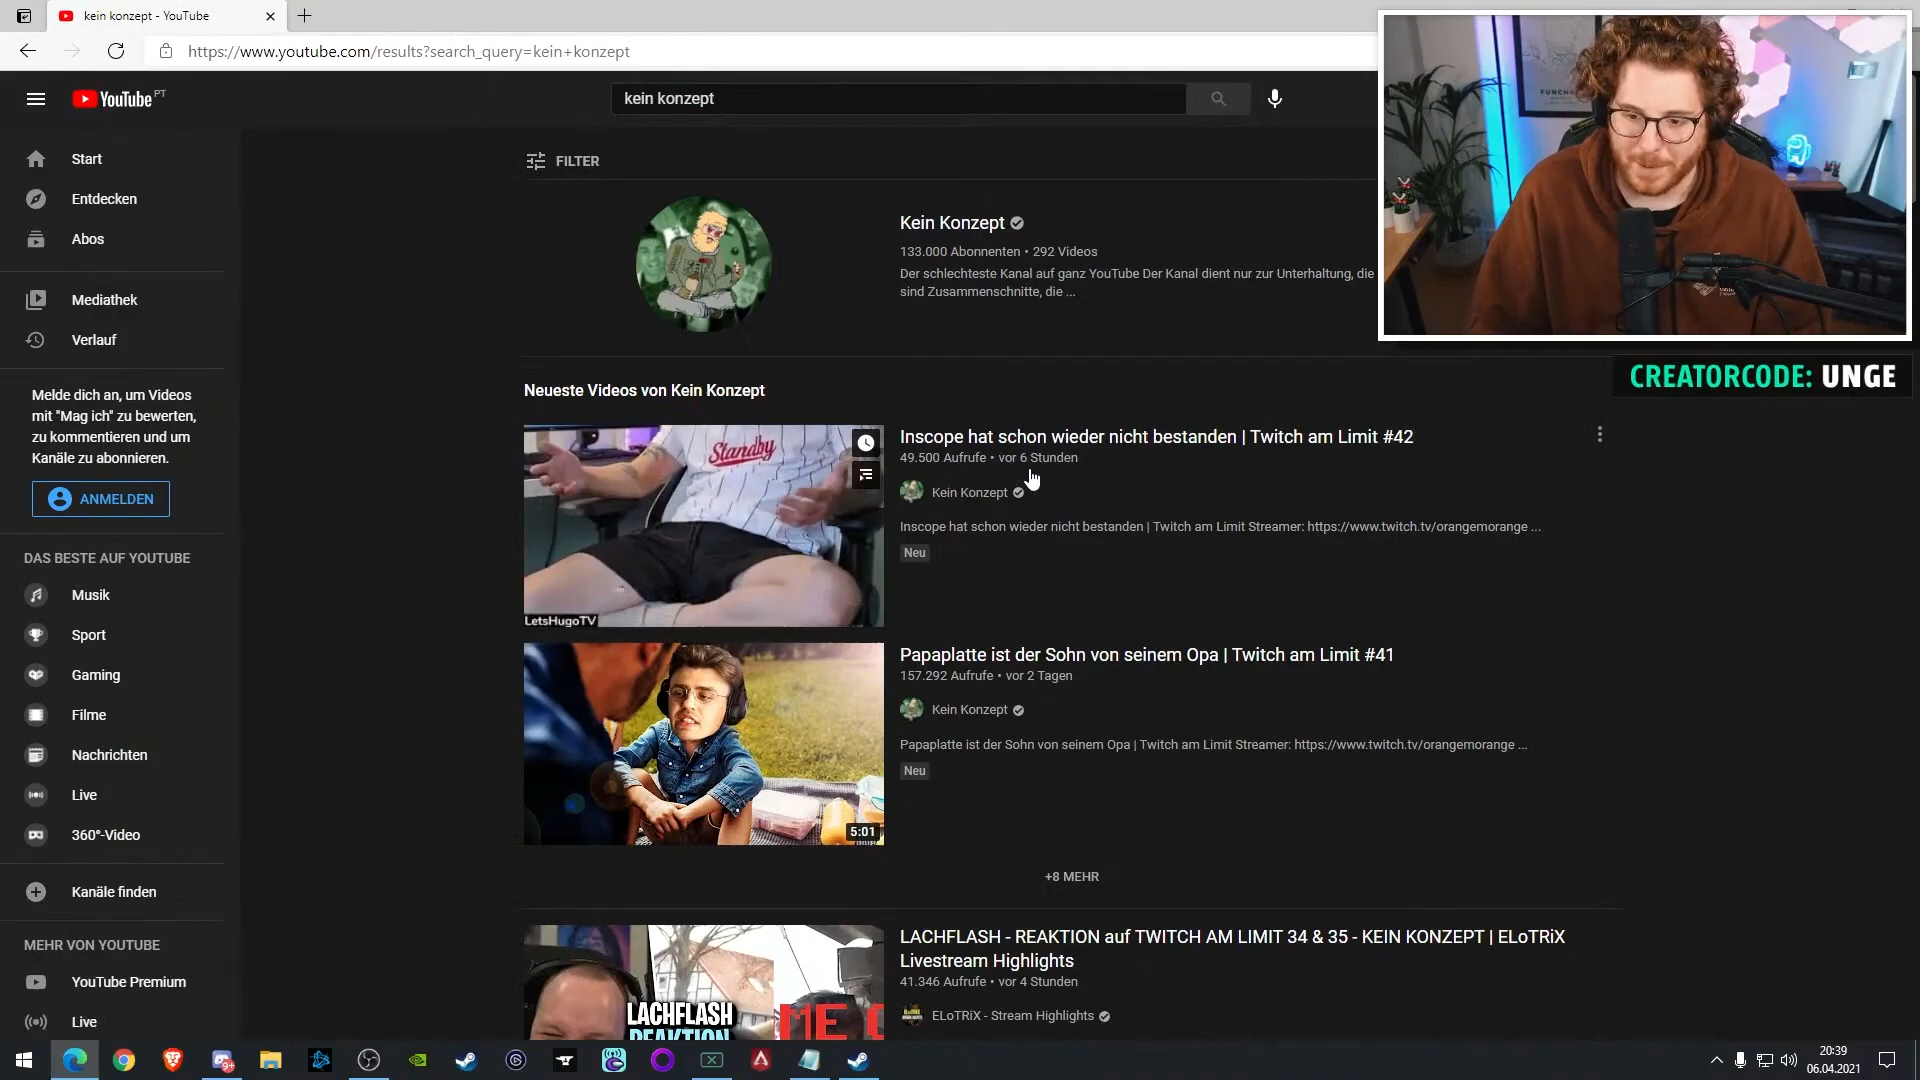 kein konzept - YouTube
https://www.youtube.com/results?search_query=kein+konzept
YouTube PT
kein konzept
Start
Entdecken
Abos
Mediathek
Verlauf
Melde dich an, um Videos
mit "Mag ich" zu bewerten,
zu kommentieren und um
Kanäle zu abonnieren.
ANMELDEN
DAS BESTE AUF YOUTUBE
Musik
Sport
Gaming
Filme
Nachrichten
Live
360°-Video
Kanäle finden
MEHR VON YOUTUBE
YouTube Premium
Live
FILTER
Kein Konzept
133.000 Abonnenten • 292 Videos
Der schlechteste Kanal auf ganz YouTube Der Kanal dient nur zur Unterhaltung, die
sind Zusammenschnitte, die ...
Neueste Videos von Kein Konzept
Standby
LetsHugoTV
Inscope hat schon wieder nicht bestanden | Twitch am Limit #42
49.500 Aufrufe • vor 6 Stunden
Kein Konzept
Inscope hat schon wieder nicht bestanden | Twitch am Limit Streamer: https://www.twitch.tv/orangemorange ...
Neu
5:01
Papaplatte ist der Sohn von seinem Opa | Twitch am Limit #41
157.292 Aufrufe • vor 2 Tagen
Kein Konzept
Papaplatte ist der Sohn von seinem Opa | Twitch am Limit Streamer: https://www.twitch.tv/orangemorange ...
Neu
+8 MEHR
LACHFLASH
REAKTION
LACHFLASH - REAKTION auf TWITCH AM LIMIT 34 & 35 - KEIN KONZEPT | ELoTRiX
Livestream Highlights
41.346 Aufrufe • vor 4 Stunden
ELoTRiX - Stream Highlights
CREATORCODE: UNGE
9+
20:39
06.04.2021